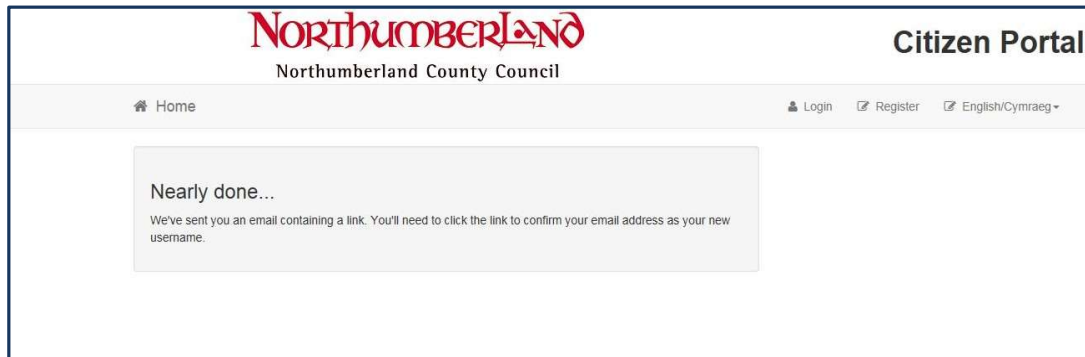 NORTHUMBERLAND
Northumberland County Council
Citizen Portal
Home
Login Register English/Cymraeg
Nearly done...
We've sent you an email containing a link. You'll need to click the link to confirm your email address as your new
username.